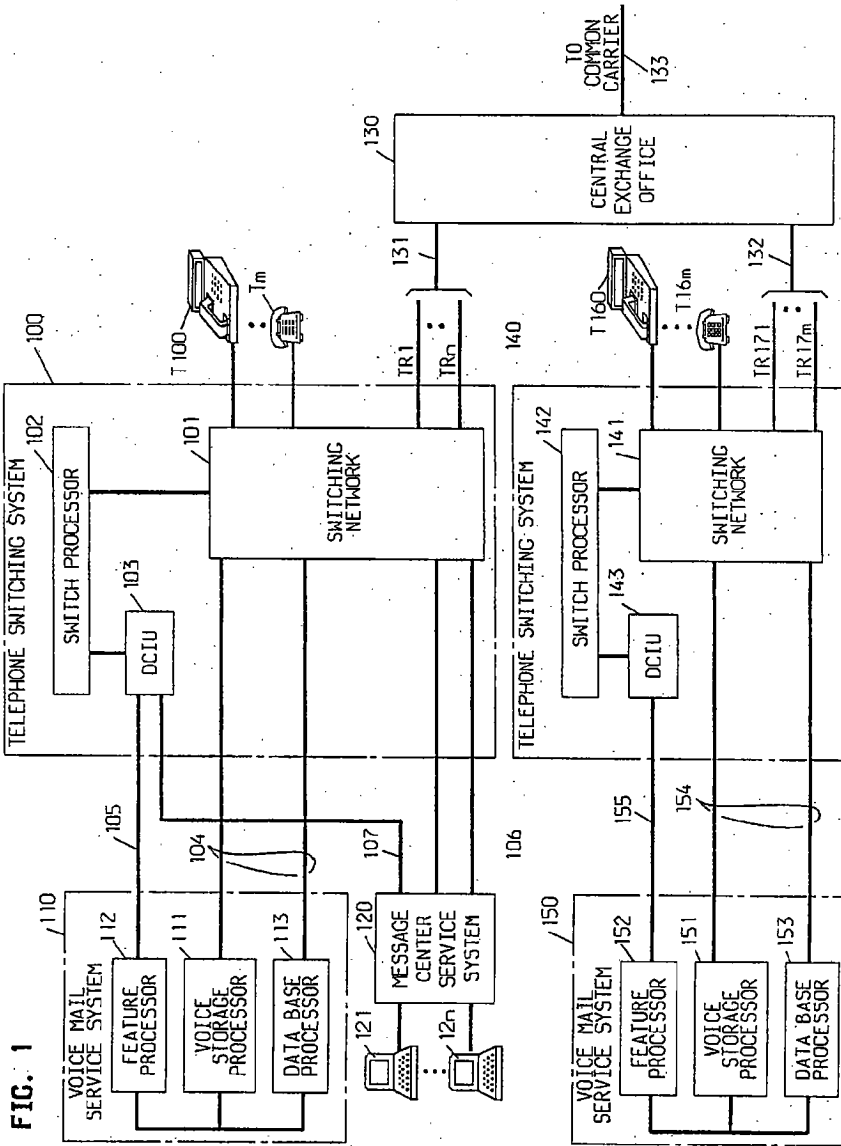 FIG. 1
110
VOICE MAIL
SERVICE SYSTEM
112
FEATURE
PROCESSOR
111
VOICE
STORAGE
PROCESSOR
113
DATA BASE
PROCESSOR
105
104
107
106
120
MESSAGE
CENTER
SERVICE
SYSTEM
121
12n
100
TELEPHONE SWITCHING SYSTEM
102
SWITCH PROCESSOR
103
DCIU
101
SWITCHING
NETWORK
T100
Tm
TR1
TRn
131
130
CENTRAL
EXCHANGE
OFFICE
TO
COMMON
CARRIER
133
132
150
VOICE MAIL
SERVICE SYSTEM
152
FEATURE
PROCESSOR
151
VOICE
STORAGE
PROCESSOR
153
DATA BASE
PROCESSOR
155
154
140
TELEPHONE SWITCHING SYSTEM
142
SWITCH PROCESSOR
143
DCIU
141
SWITCHING
NETWORK
T160
T16m
TR171
TR17m